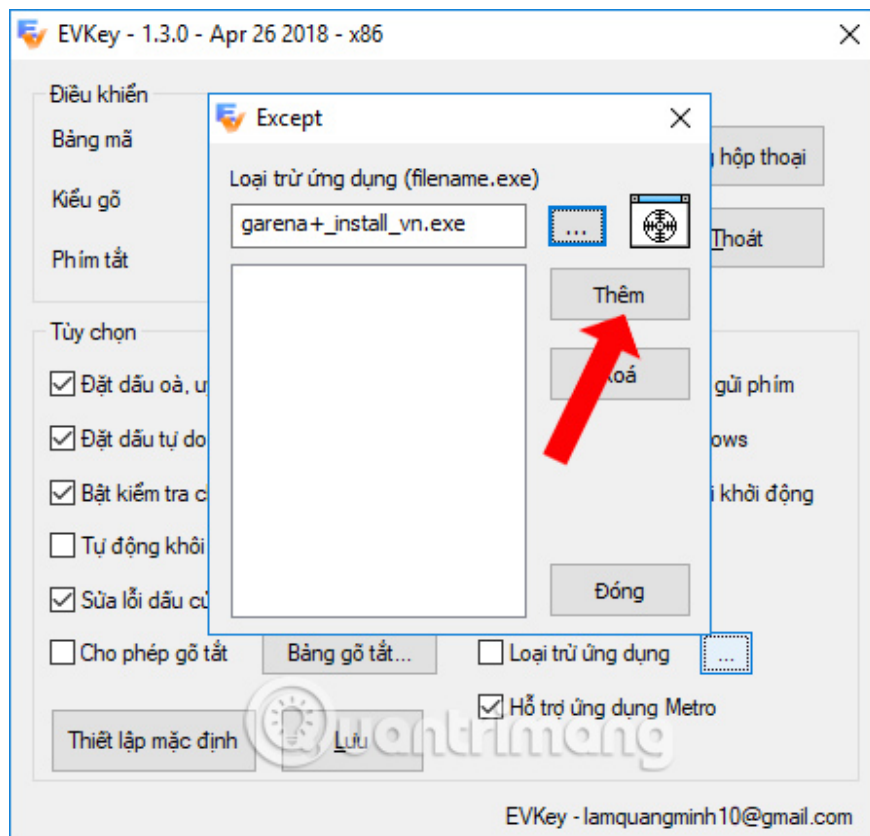 EVKey - 1.3.0 - Apr 26 2018 - x86
Điều khiển
Bảng mã
Kiểu gõ
Phím tắt
hộp thoại
Thoát
Except
Loại trừ ứng dụng (filename.exe)
garena+_install_vn.exe
...
Thêm
Xoá
Đóng
Tùy chọn
Đặt dấu oà, u
gửi phím
Đặt dấu tự do
ows
Bật kiểm tra c
khởi động
Tự động khôi
Sửa lỗi dấu củ
Cho phép gõ tắt
Bảng gõ tắt...
Loại trừ ứng dụng
...
Hỗ trợ ứng dụng Metro
Thiết lập mặc định
Lưu
Quantrimang
EVKey - lamquangminh10@gmail.com